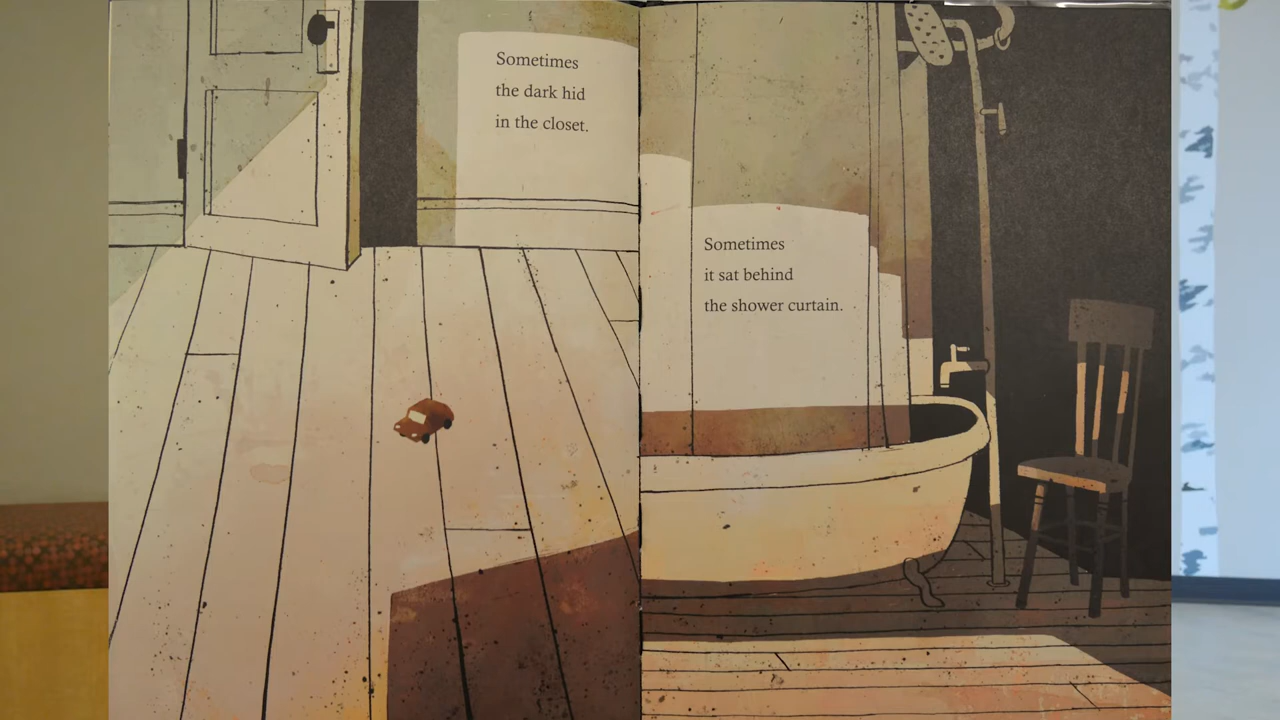 Sometimes
the dark hid
in the closet.
Sometimes
it sat behind
the shower curtain.